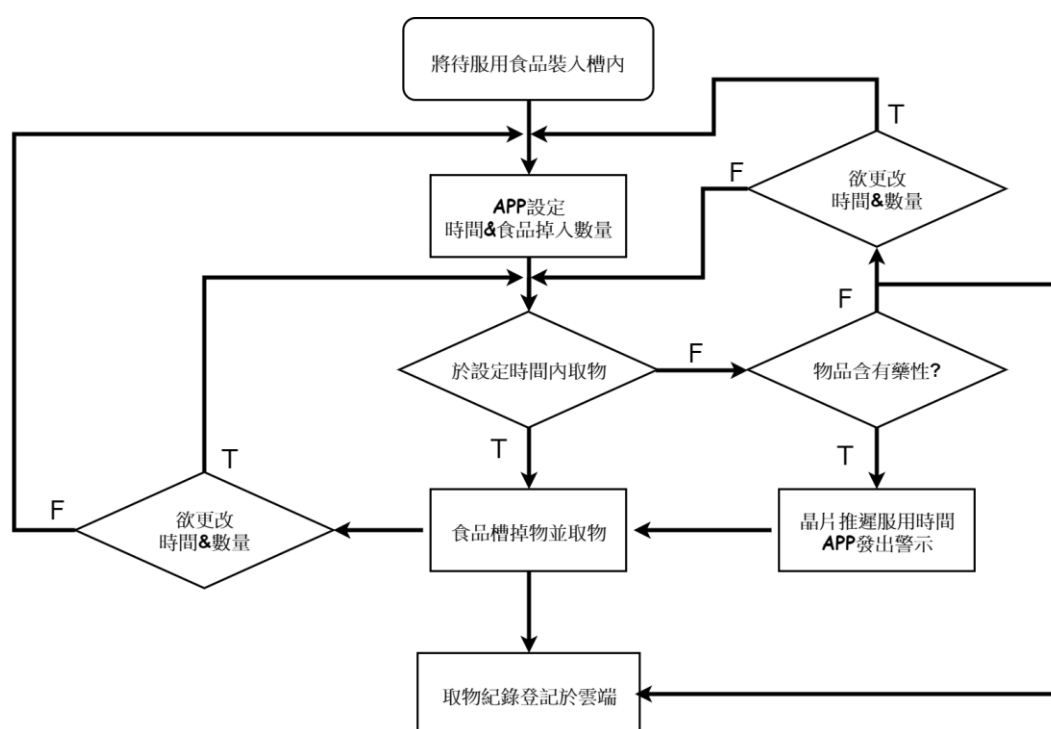 將待服用食品裝入槽內
T
欲更改
時間&數量
F
APP設定
時間&食品掉入數量
F
於設定時間內取物
F
物品含有藥性?
T
T
T
F
欲更改
時間&數量
食品槽掉物並取物
晶片推遲服用時間
APP發出警示
取物紀錄登記於雲端